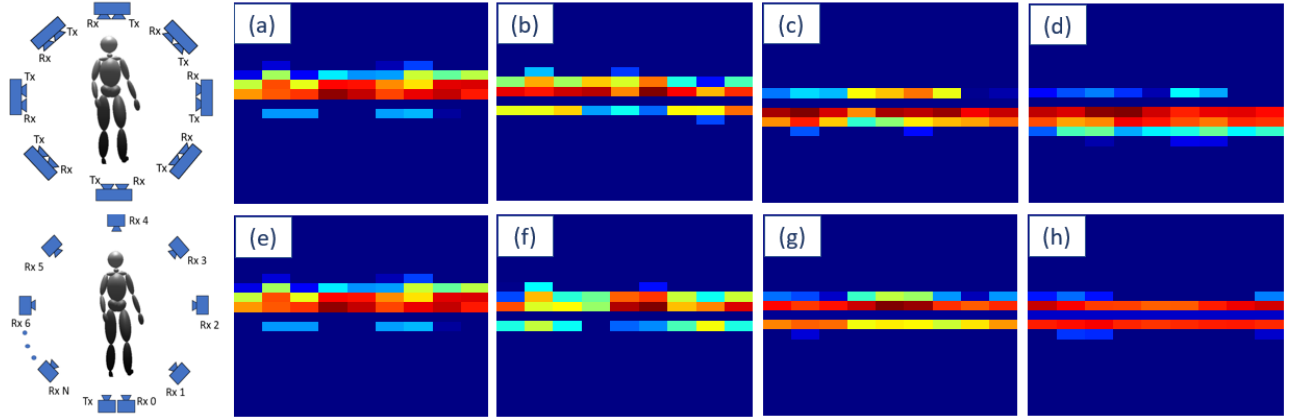 Rx Tx
Tx Rx
Rx Tx
Tx Rx
Rx Tx
Tx Rx
Rx Tx
Tx Rx
(a)
(b)
(c)
(d)
Rx 4
Rx 5
Rx 3
Rx 6
Rx 2
Rx N
Rx 1
Tx
Rx 0
(e)
(f)
(g)
(h)